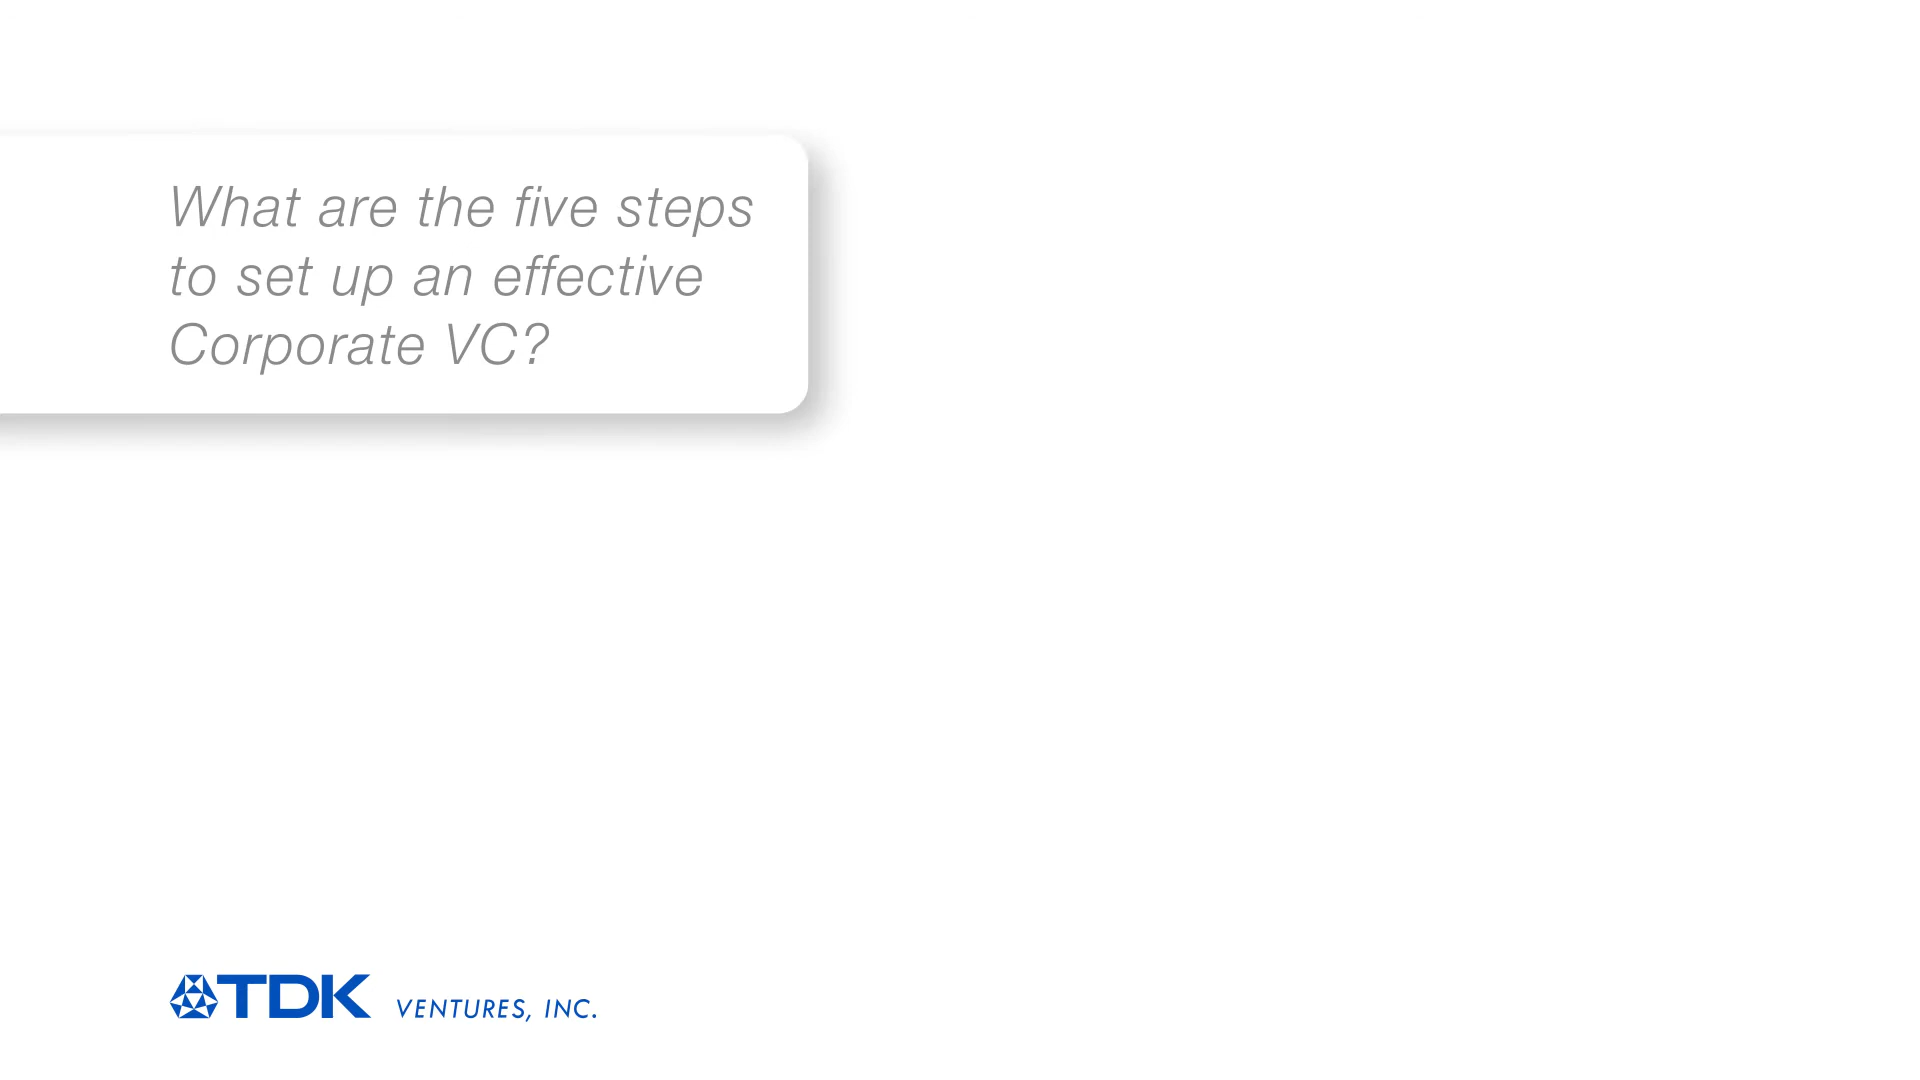 What are the five steps
to set up an effective
Corporate VC?
TDK VENTURES, INC.